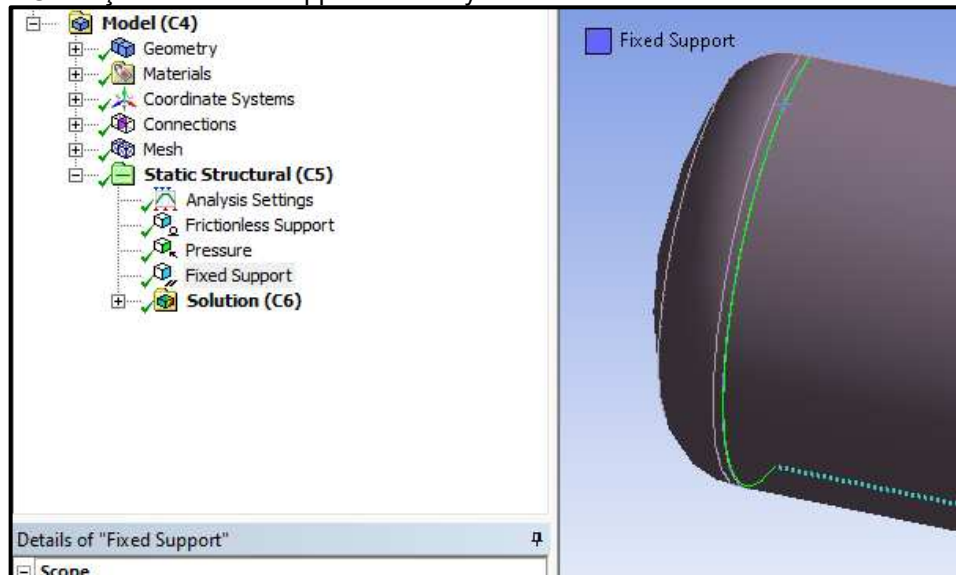 Model (C4)
Geometry
Materials
Coordinate Systems
Connections
Mesh
Static Structural (C5)
Analysis Settings
Frictionless Support
Pressure
Fixed Support
Solution (C6)
Details of "Fixed Support"
Scope
Fixed Support